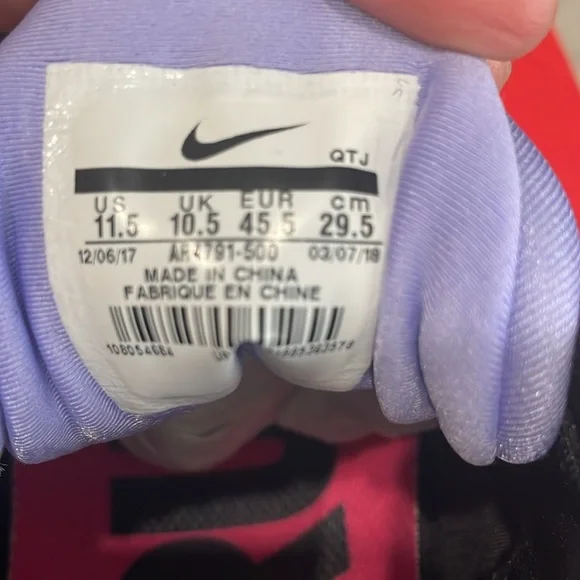 QTJ
US UK EUR cm
11.5 10.5 45.5 29.5
12/06/17 AR4791-500 03/07/18
MADE IN CHINA
FABRIQUE EN CHINE
108054684